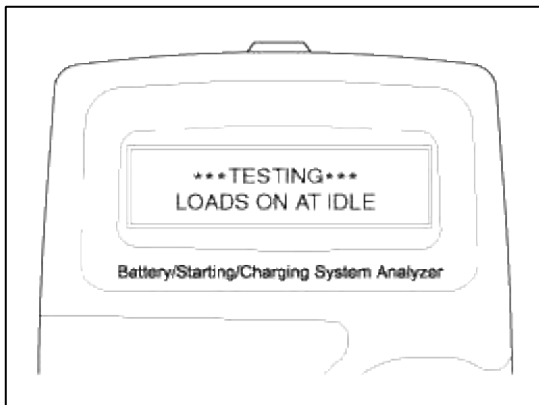 ***TESTING***
LOADS ON AT IDLE
Battery/Starting/Charging System Analyzer